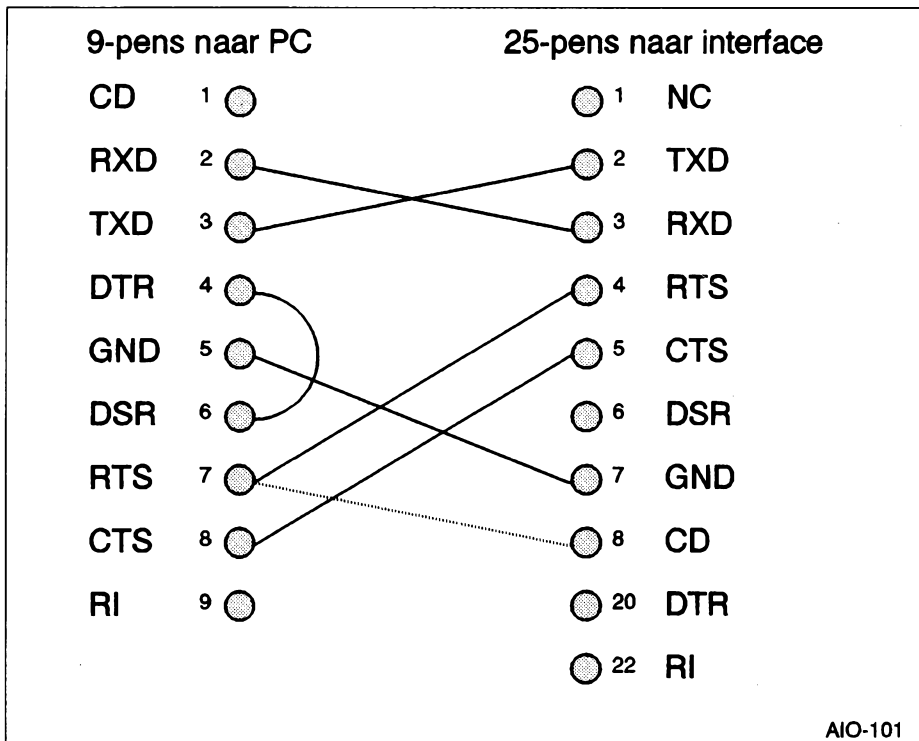 9-pens naar PC 25-pens naar interface
CD 1 1 NC
RXD 2 2 TXD
TXD 3 3 RXD
DTR 4 4 RTS
GND 5 5 CTS
DSR 6 6 DSR
RTS 7 7 GND
CTS 8 8 CD
RI 9 20 DTR
22 RI
AIO-101